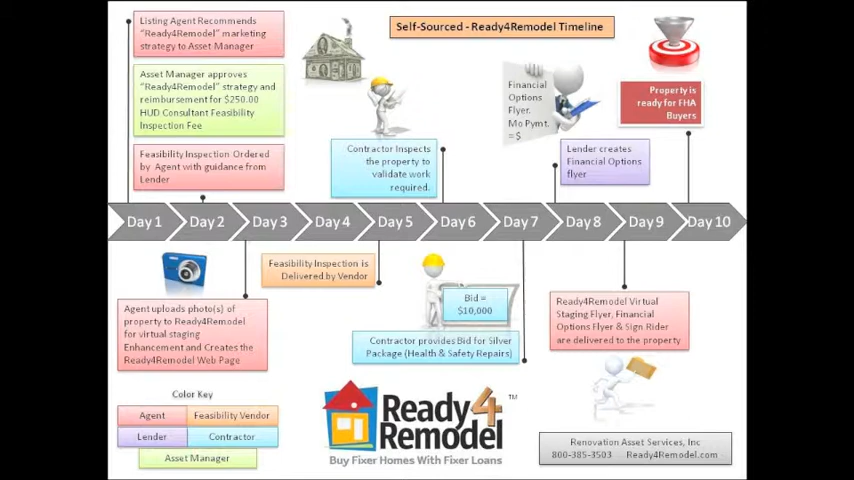 Self-Sourced - Ready4Remodel Timeline
Listing Agent Recommends
“Ready4Remodel” marketing
strategy to Asset Manager
Asset Manager approves
“Ready4Remodel” strategy and
reimbursement for $250.00
HUD Consultant Feasibility
Inspection Fee
Feasibility Inspection Ordered
by Agent with guidance from
Lender
Contractor Inspects
the property to
validate work
required.
Financial
Options
Flyer.
Mo Pymt.
= $
Lender creates
Financial Options
flyer
Property is
ready for FHA
Buyers
Day 1
Day 2
Day 3
Day 4
Day 5
Day 6
Day 7
Day 8
Day 9
Day 10
Agent uploads photo(s) of
property to Ready4Remodel
for virtual staging
Enhancement and Creates the
Ready4Remodel Web Page
Feasibility Inspection is
Delivered by Vendor
Bid =
$10,000
Contractor provides Bid for Silver
Package (Health & Safety Repairs)
Ready4Remodel Virtual
Staging Flyer, Financial
Options Flyer & Sign Rider
are delivered to the property
Color Key
Agent
Feasibility Vendor
Lender
Contractor
Asset Manager
Ready4
Remodel
TM
Buy Fixer Homes With Fixer Loans
Renovation Asset Services, Inc
800-385-3503 Ready4Remodel.com